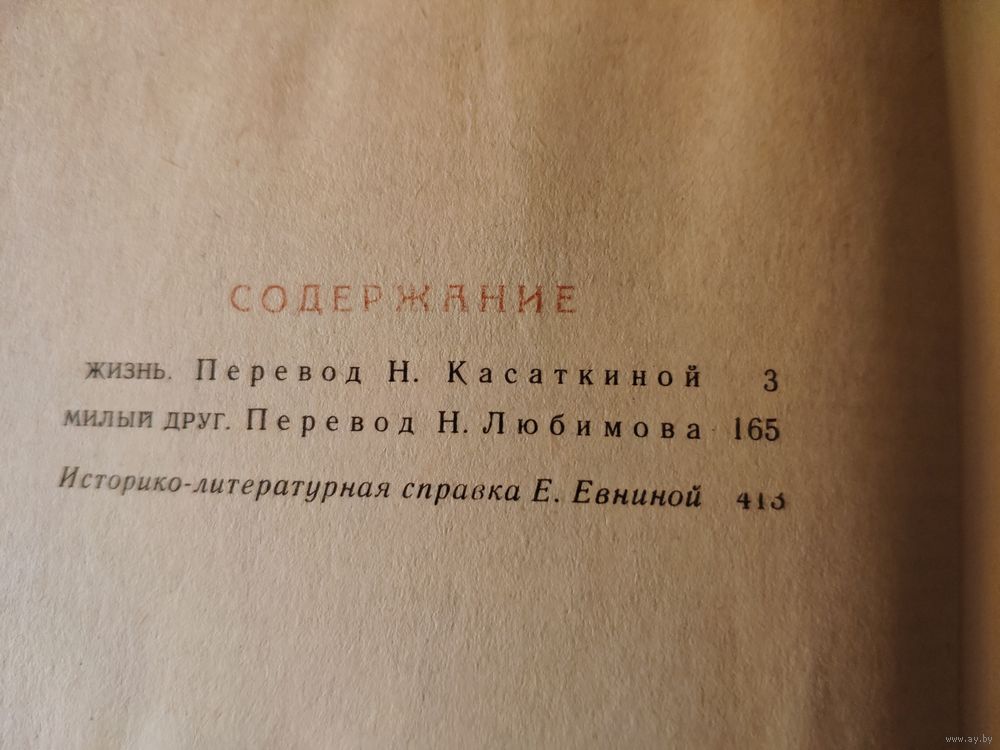 СОДЕРЖАНИЕ
ЖИЗНЬ. Перевод Н. Касаткиной 3
МИЛЫЙ ДРУГ. Перевод Н. Любимова 165
Историко-литературная справка Е. Евниной 413
www.ay.by